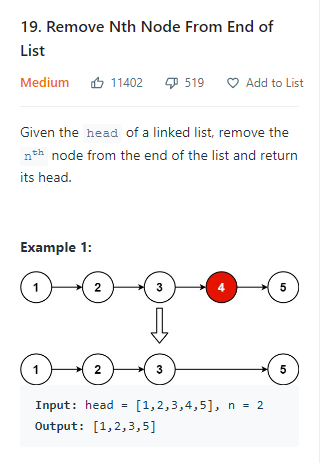 19. Remove Nth Node From End of
List
Medium 11402 519 Add to List
Given the head of a linked list, remove the
nth node from the end of the list and return
its head.
Example 1:
1 2 3 4 5
1 2 3 5
Input: head = [1,2,3,4,5], n = 2
Output: [1,2,3,5]